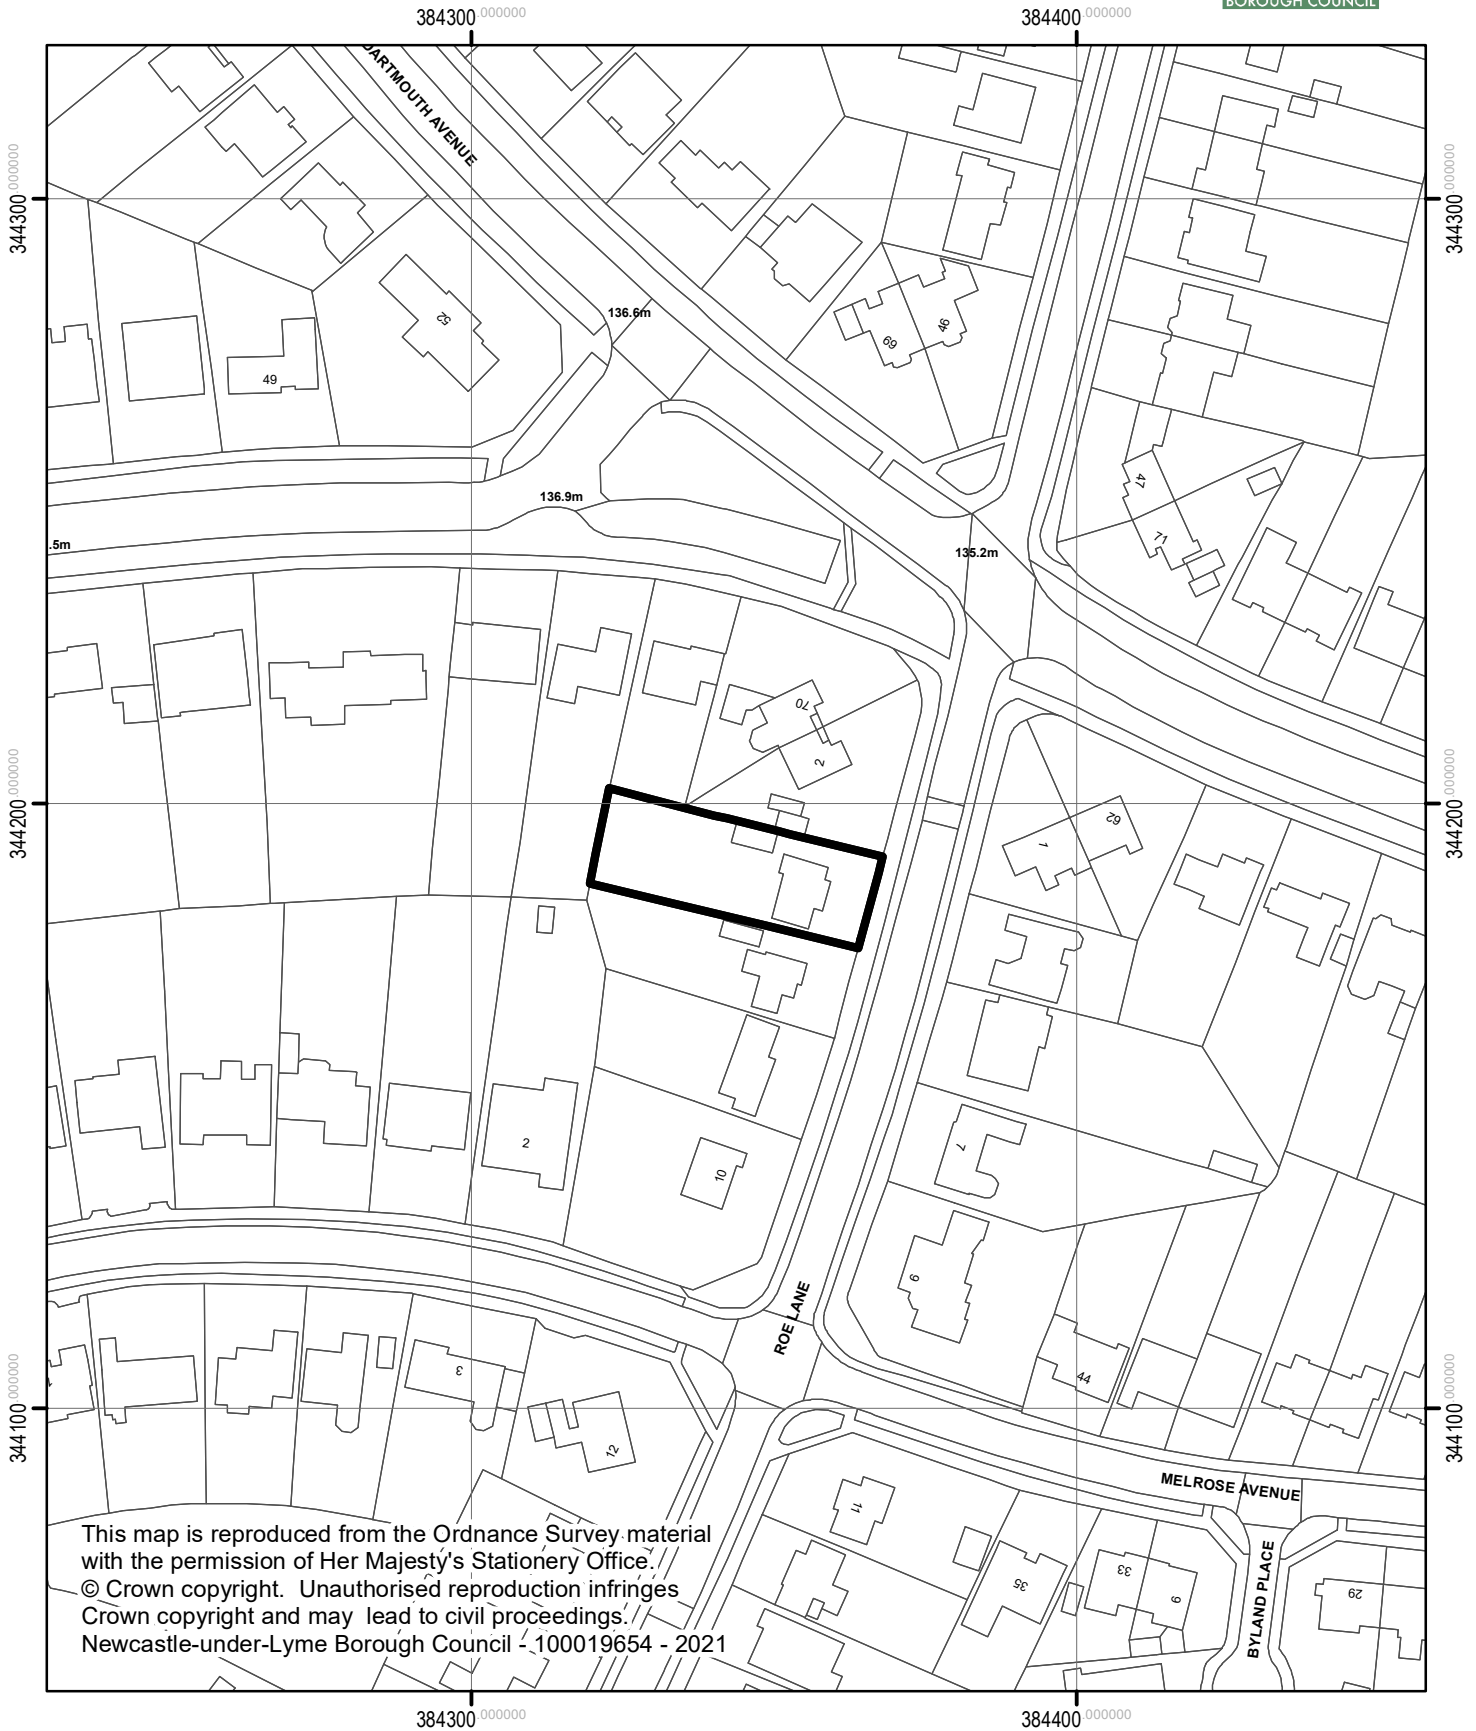 BOROUGH COUNCIL
384300.000000
384400.000000
DARTMOUTH AVENUE
344300.000000
344300.000000
136.6m
52
46
69
49
47
136.9m
71
.5m
135.2m
70
2
344200.000000
344200.000000
62
1
2
7
10
9
ROE LANE
3
44
344100.000000
344100.000000
12
MELROSE AVENUE
11
This map is reproduced from the Ordnance Survey material
with the permission of Her Majesty's Stationery Office.
© Crown copyright. Unauthorised reproduction infringes
Crown copyright and may lead to civil proceedings.
Newcastle-under-Lyme Borough Council - 100019654 - 2021
35
33
9
29
BYLAND PLACE
384300.000000
384400.000000